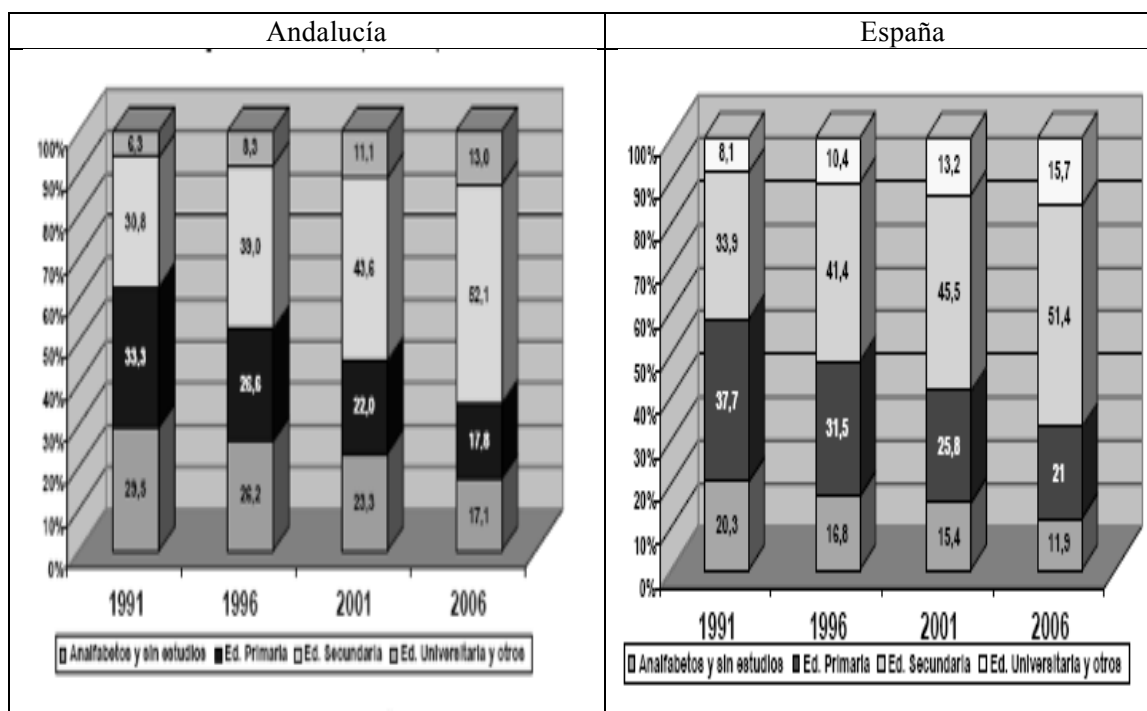 Andalucía
100%
90%
80%
70%
60%
50%
40%
30%
20%
10%
0%
6,3 8,3 11,1 13,0
30,8 39,0 43,6 52,1
33,3 26,6 22,0 17,8
29,5 26,2 23,3 17,1
1991 1996 2001 2006
Analfabetos y sin estudios Ed. Primaria Ed. Secundaria Ed. Universitaria y otros
España
100%
90%
80%
70%
60%
50%
40%
30%
20%
10%
0%
8,1 10,4 13,2 15,7
33,9 41,4 45,5 51,4
37,7 31,5 25,8 21
20,3 16,8 15,4 11,9
1991 1996 2001 2006
Analfabetos y sin estudios Ed. Primaria Ed. Secundaria Ed. Universitaria y otros